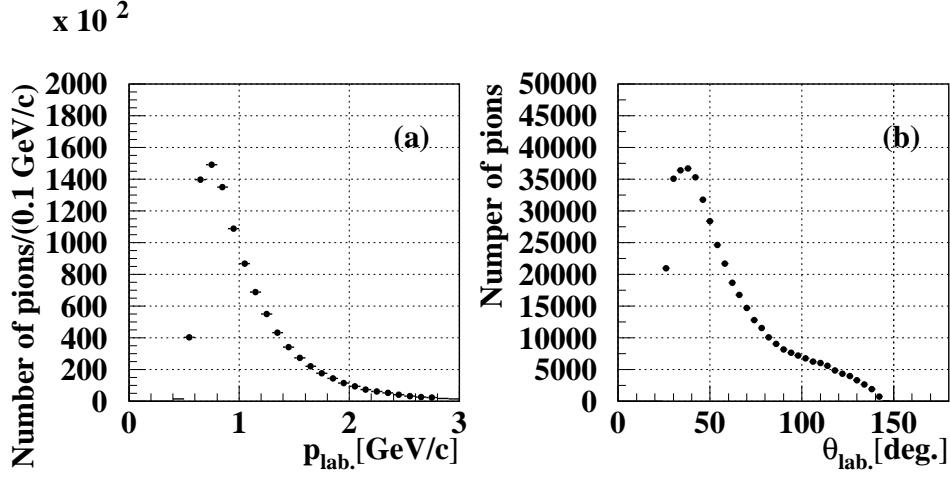 x 10 2
Number of pions/(0.1 GeV/c)
2000
1800
1600
1400
1200
1000
800
600
400
200
0
0 1 2 3
p lab.[GeV/c]
(a)
Numper of pions
50000
45000
40000
35000
30000
25000
20000
15000
10000
5000
0
0 50 100 150
θ lab.[deg.]
(b)